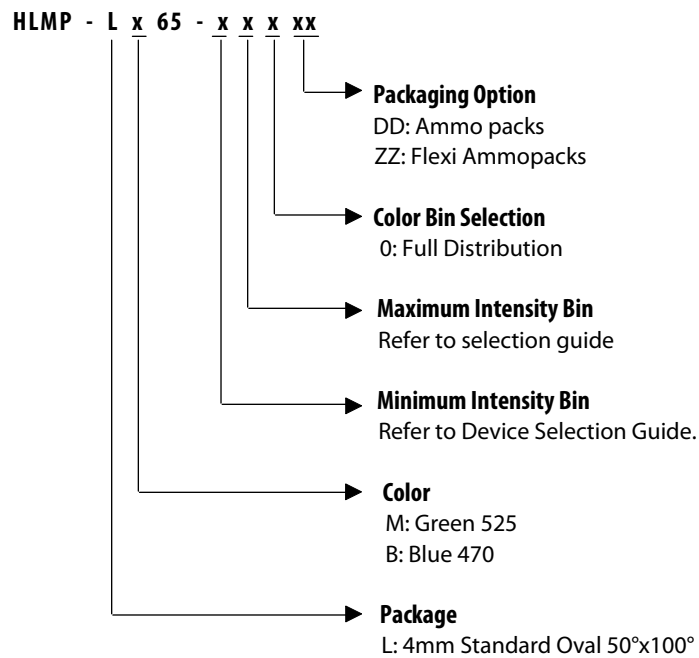 HLMP - L x 65 - x x x xx
Packaging Option
DD: Ammo packs
ZZ: Flexi Ammopacks
Color Bin Selection
0: Full Distribution
Maximum Intensity Bin
Refer to selection guide
Minimum Intensity Bin
Refer to Device Selection Guide.
Color
M: Green 525
B: Blue 470
Package
L: 4mm Standard Oval 50°x100°